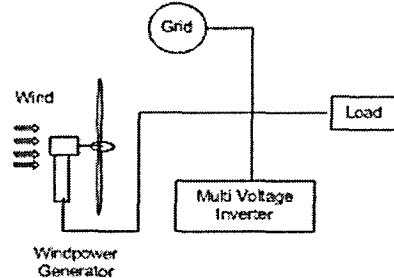 Grid
Wind
Load
Multi Voltage
Inverter
Windpower
Generator